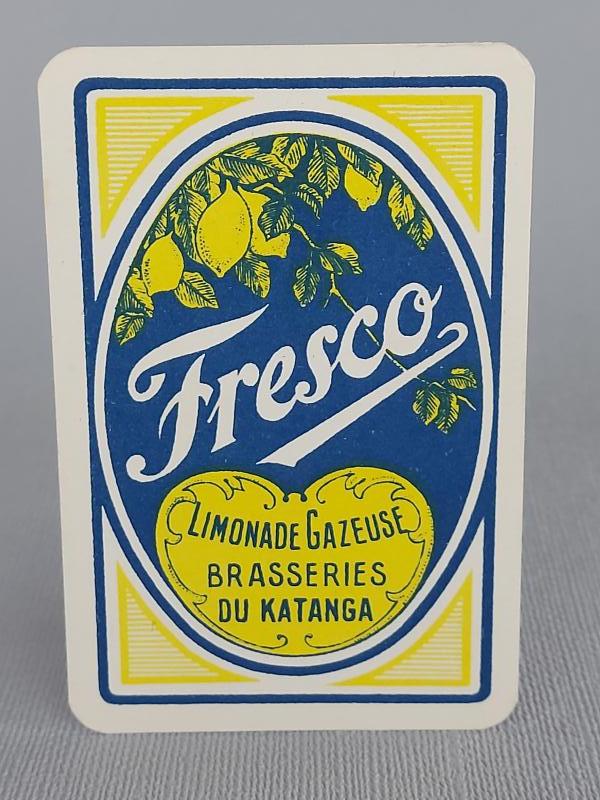 Fresco
LIMONADE GAZEUSE
BRASSERIES
DU KATANGA